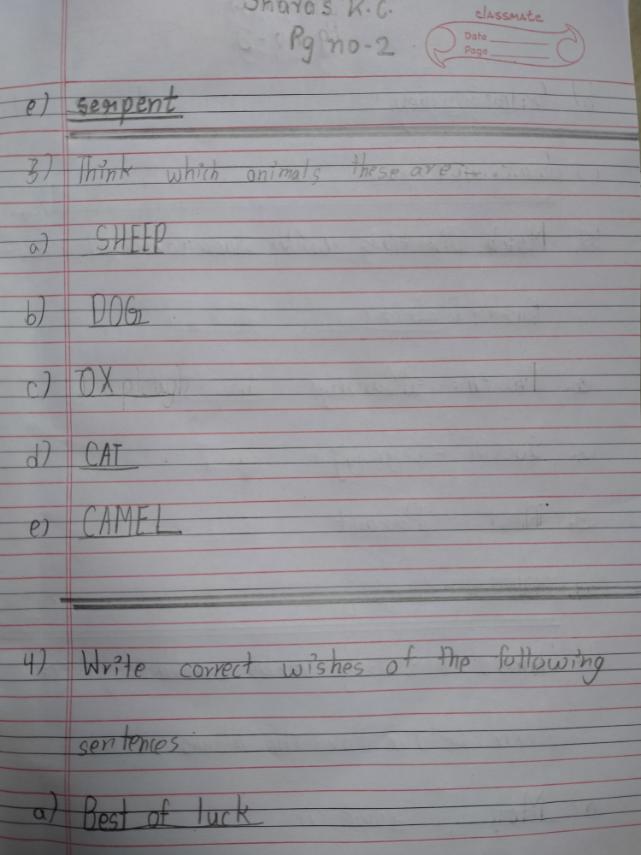 Sharos K.C.
Pg no-2
classmate
Date
Page
e) serpent
3) Think which animals these are:-
a) SHEEP
b) DOG
c) OX
d) CAT
e) CAMEL
4) Write correct wishes of the following
sentences
a) Best of luck